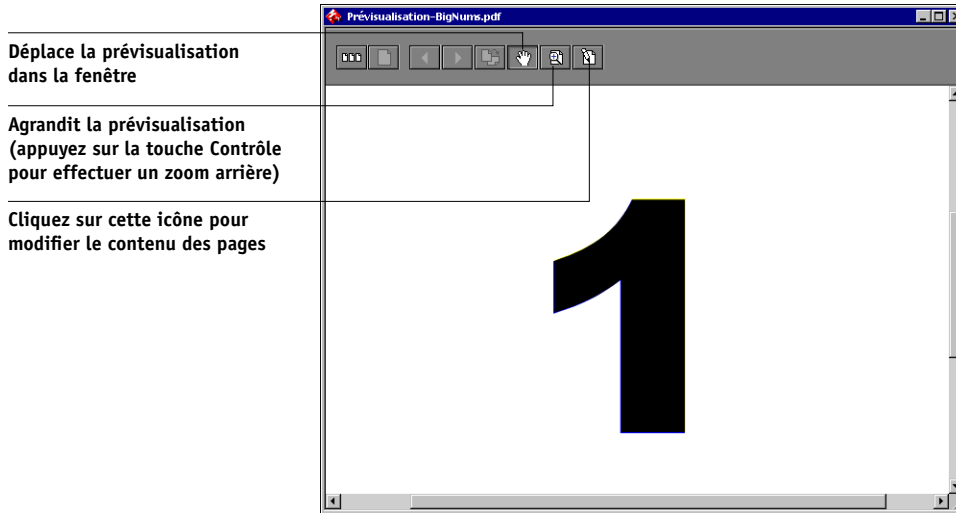 Prévisualisation-BigNums.pdf
Déplace la prévisualisation
dans la fenêtre
Agrandit la prévisualisation
(appuyez sur la touche Contrôle
pour effectuer un zoom arrière)
Cliquez sur cette icône pour
modifier le contenu des pages
1